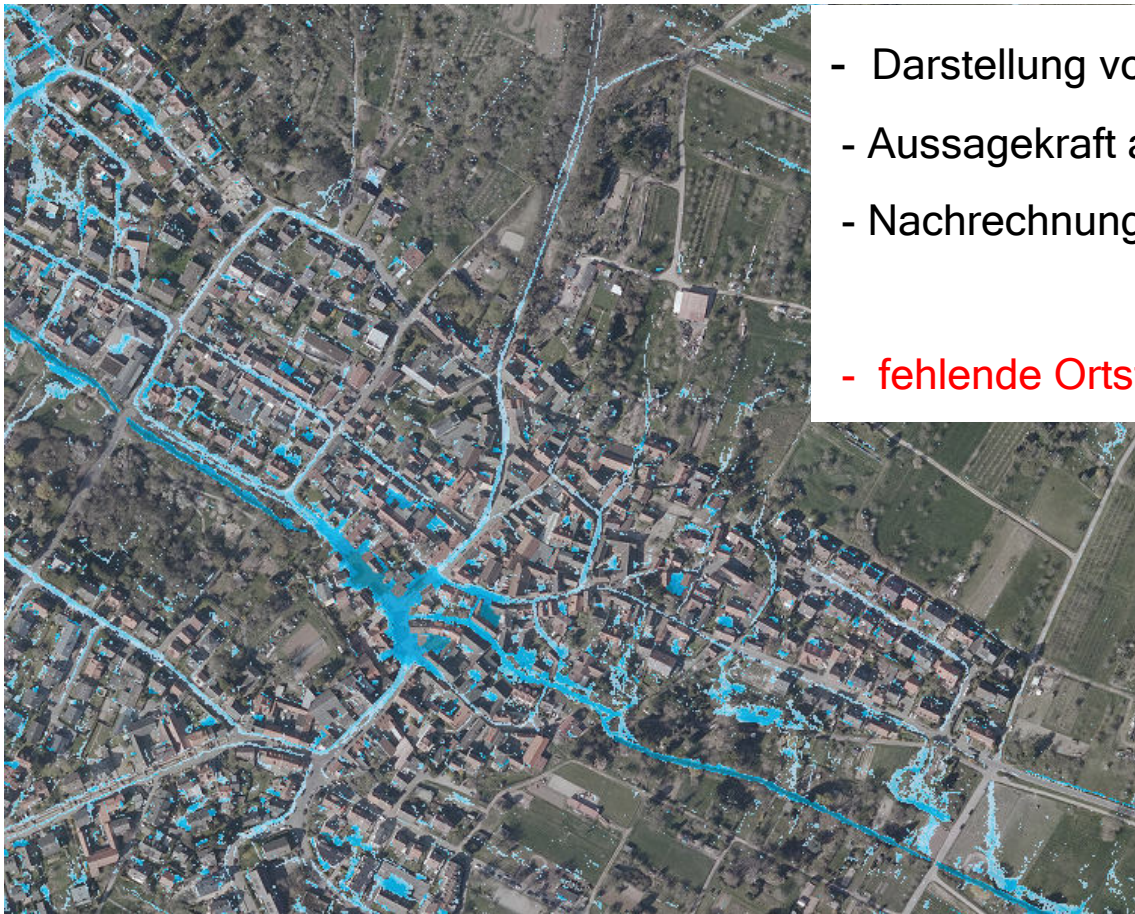 - Darstellung vo
- Aussagekraft a
- Nachrechnung
- fehlende Orts